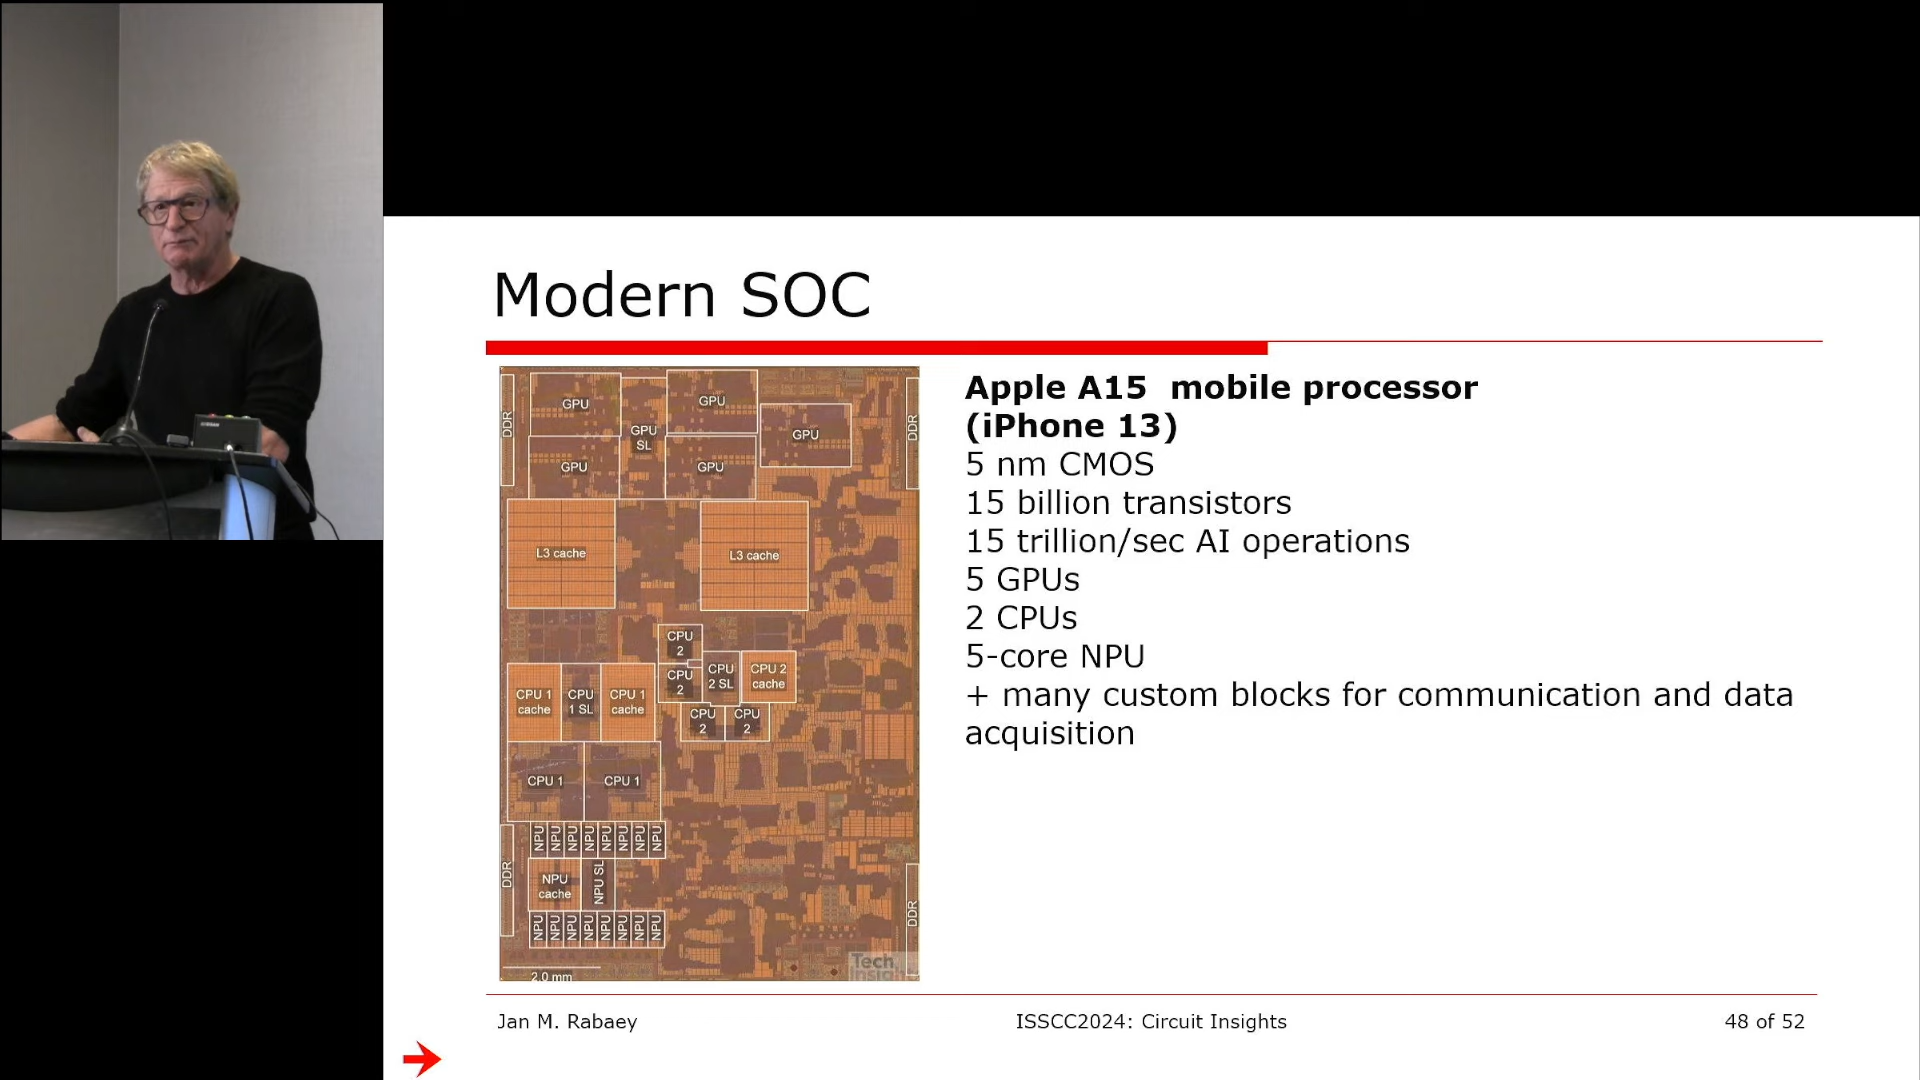 Modern SOC
GPU
GPU
GPU
GPU SL
GPU
GPU
DDR
DDR
L3 cache
L3 cache
CPU 2
CPU 2
CPU 2 SL
CPU 2 cache
CPU 1 cache
CPU 1 SL
CPU 1 cache
CPU 2
CPU 2
CPU 1
CPU 1
NPU NPU NPU NPU NPU NPU NPU NPU
DDR
NPU cache
NPU SL
DDR
NPU NPU NPU NPU NPU NPU NPU NPU
2.0 mm
Tech
Apple A15 mobile processor
(iPhone 13)
5 nm CMOS
15 billion transistors
15 trillion/sec AI operations
5 GPUs
2 CPUs
5-core NPU
+ many custom blocks for communication and data
acquisition
Jan M. Rabaey
ISSCC2024: Circuit Insights
48 of 52